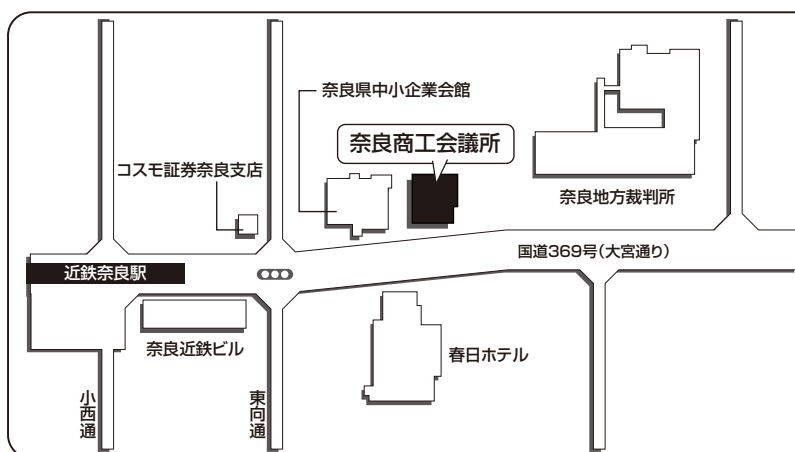 奈良県中小企業会館
奈良商工会議所
コスモ証券奈良支店
奈良地方裁判所
国道369号(大宮通り)
近鉄奈良駅
奈良近鉄ビル
春日ホテル
小西通
東向通